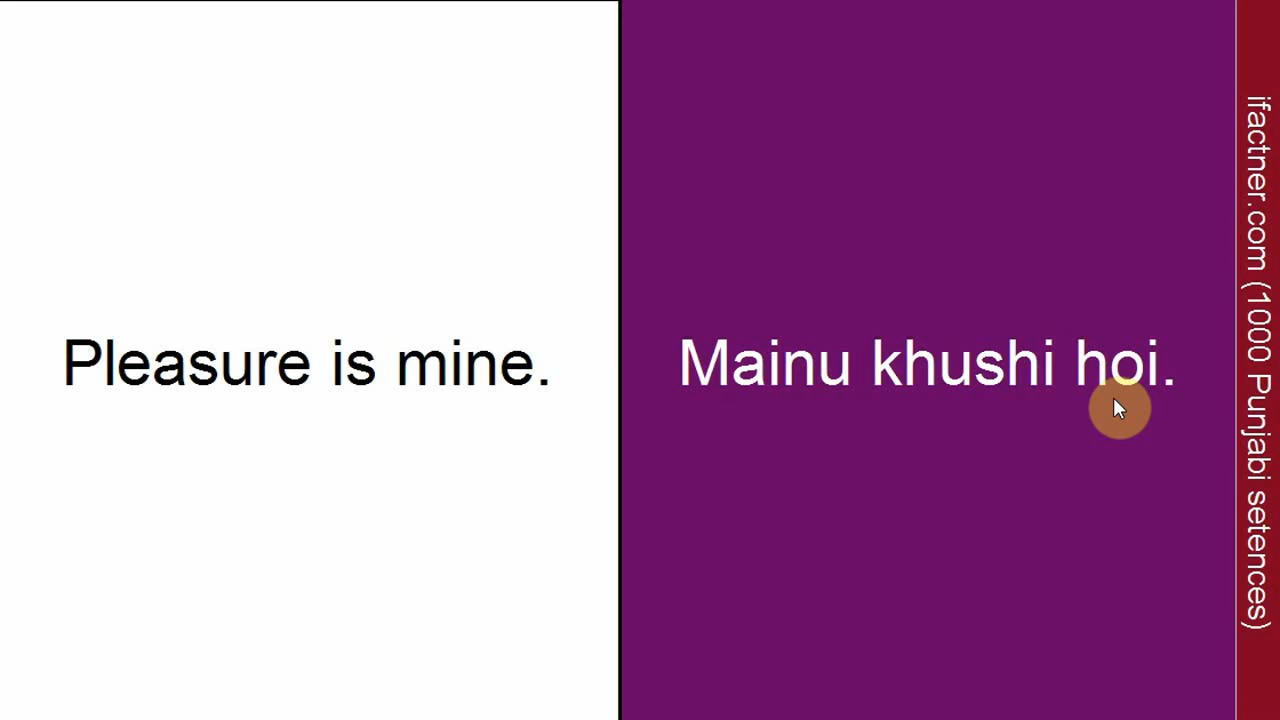 Pleasure is mine.
Mainu khushi hoi.
ifactner.com (1000 Punjabi setences)